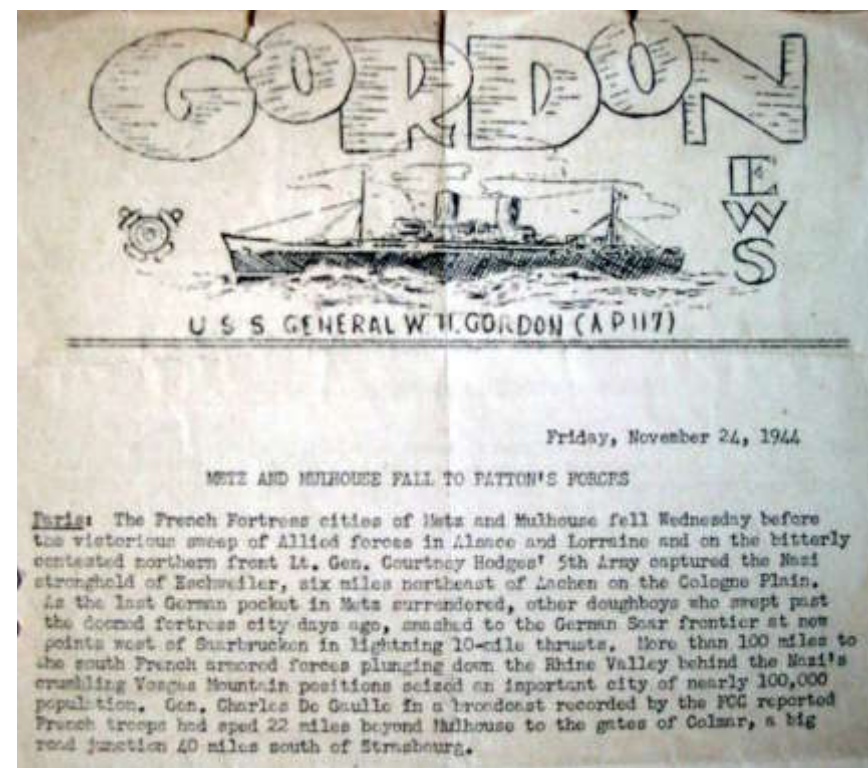 GORDON
EWS
U S S GENERAL W. H. GORDON (A P 117)
Friday, November 24, 1944
METZ AND MULHOUSE FALL TO PATTON'S FORCES
Paris: The French Fortress cities of Metz and Mulhouse fell Wednesday before
the victorious sweep of Allied forces in Alsace and Lorraine and on the bitterly
contested northern front Lt. Gen. Courtney Hodges' 5th Army captured the Nazi
stronghold of Eschweiler, six miles northeast of Aachen on the Cologne Plain.
As the last German pocket in Metz surrendered, other doughboys who swept past
the doomed fortress city days ago, smashed to the German Saar frontier at new
points west of Saarbrucken in lightning 10-mile thrusts. More than 100 miles to
the south French armored forces plunging down the Rhine Valley behind the Nazi's
crumbling Vosges Mountain positions seized an inportant city of nearly 100,000
population. Gen. Charles De Gaulle in a broadcast recorded by the FCC reported
French troops had sped 22 miles beyond Mulhouse to the gates of Colmar, a big
road junction 40 miles south of Strasbourg.